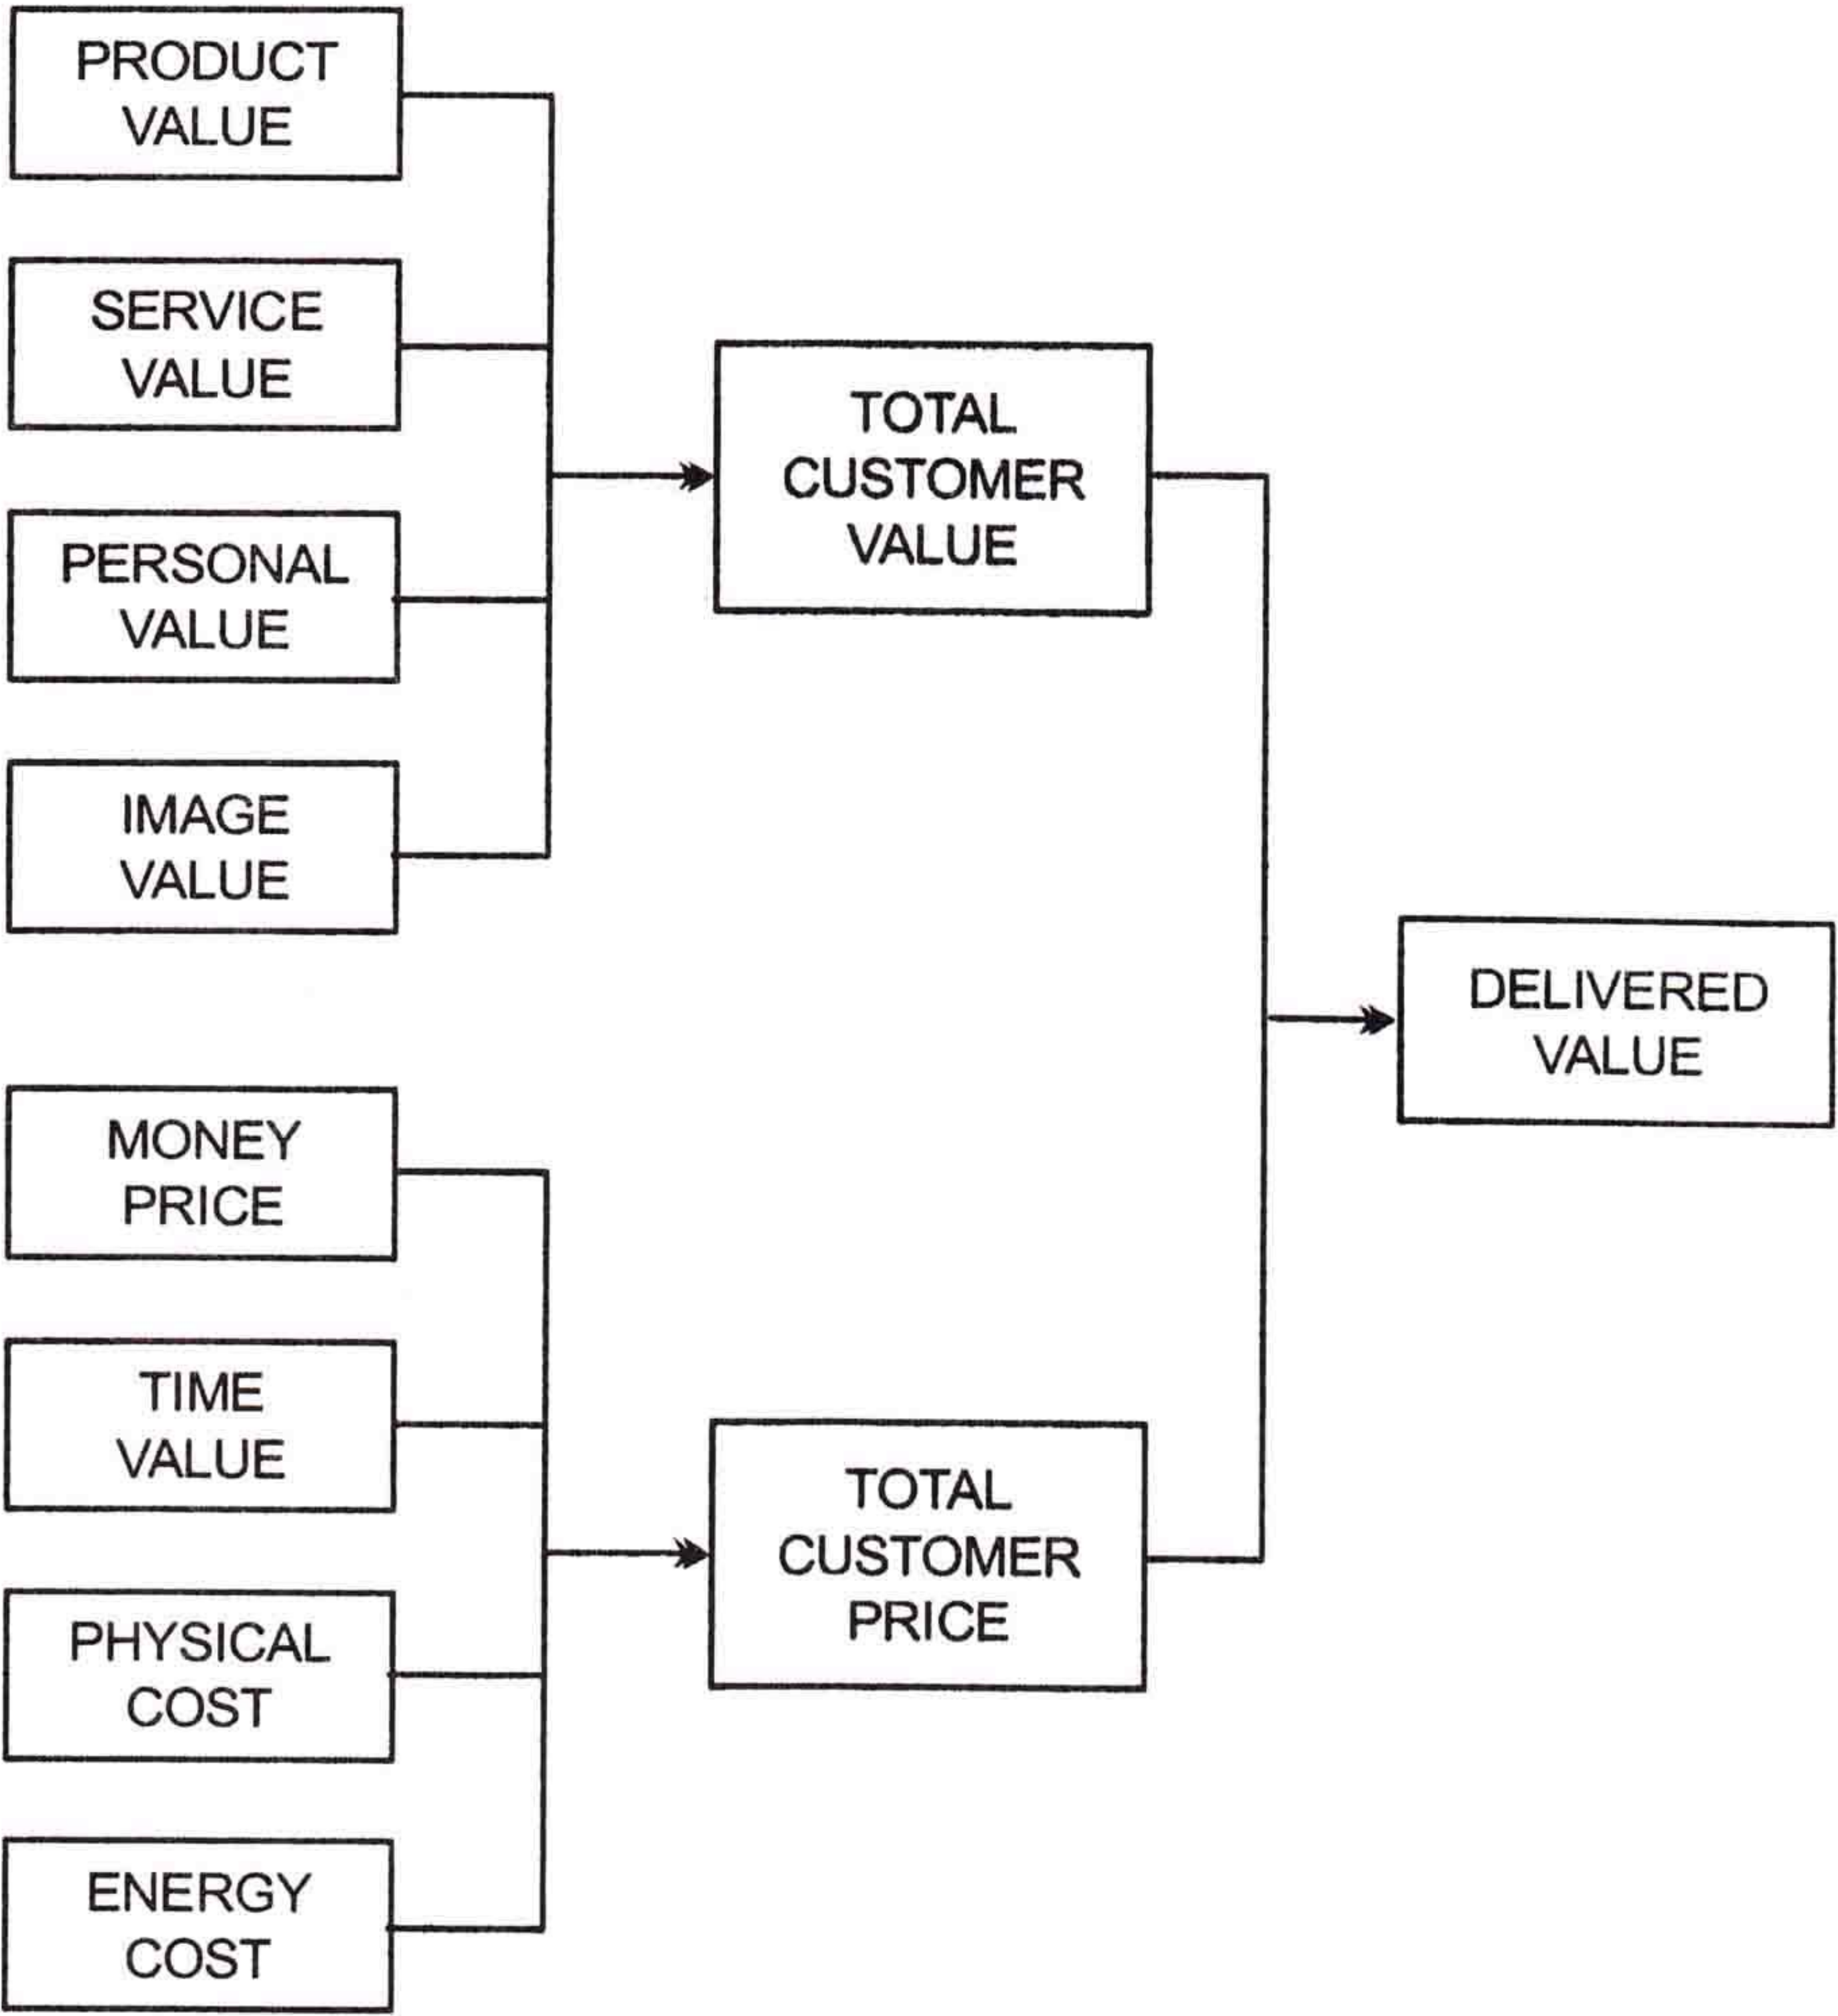 PRODUCT
VALUE
SERVICE
VALUE
PERSONAL
VALUE
IMAGE
VALUE
TOTAL
CUSTOMER
VALUE
MONEY
PRICE
TIME
VALUE
PHYSICAL
COST
ENERGY
COST
TOTAL
CUSTOMER
PRICE
DELIVERED
VALUE